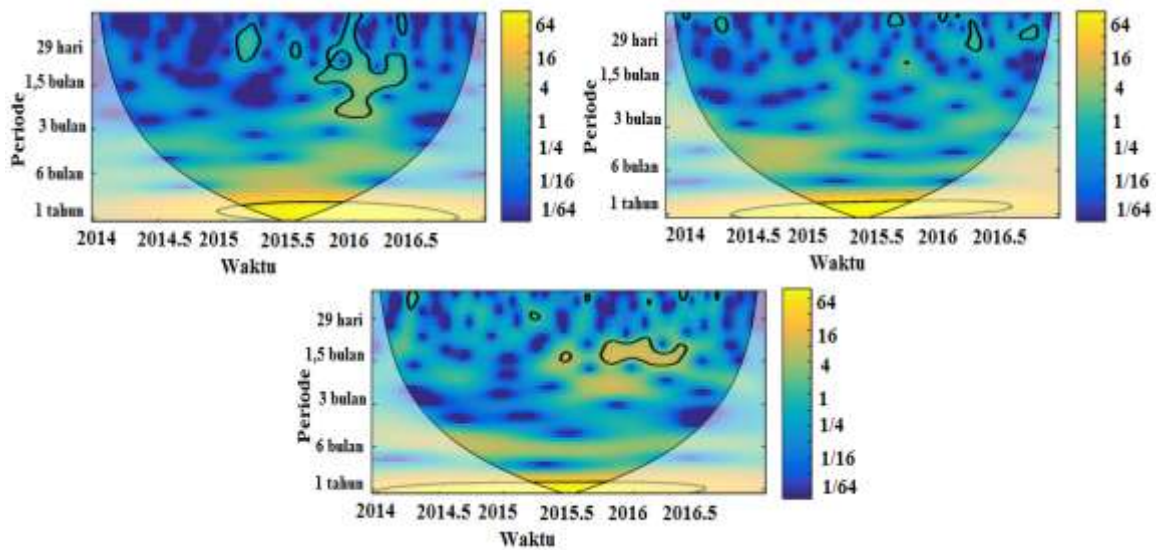 29 hari
1,5 bulan
3 bulan
6 bulan
1 tahun
Periode
2014 2014.5 2015 2015.5 2016 2016.5
Waktu
64
16
4
1
1/4
1/16
1/64
29 hari
1,5 bulan
3 bulan
6 bulan
1 tahun
Periode
2014 2014.5 2015 2015.5 2016 2016.5
Waktu
64
16
4
1
1/4
1/16
1/64
29 hari
1,5 bulan
3 bulan
6 bulan
1 tahun
Periode
2014 2014.5 2015 2015.5 2016 2016.5
Waktu
64
16
4
1
1/4
1/16
1/64